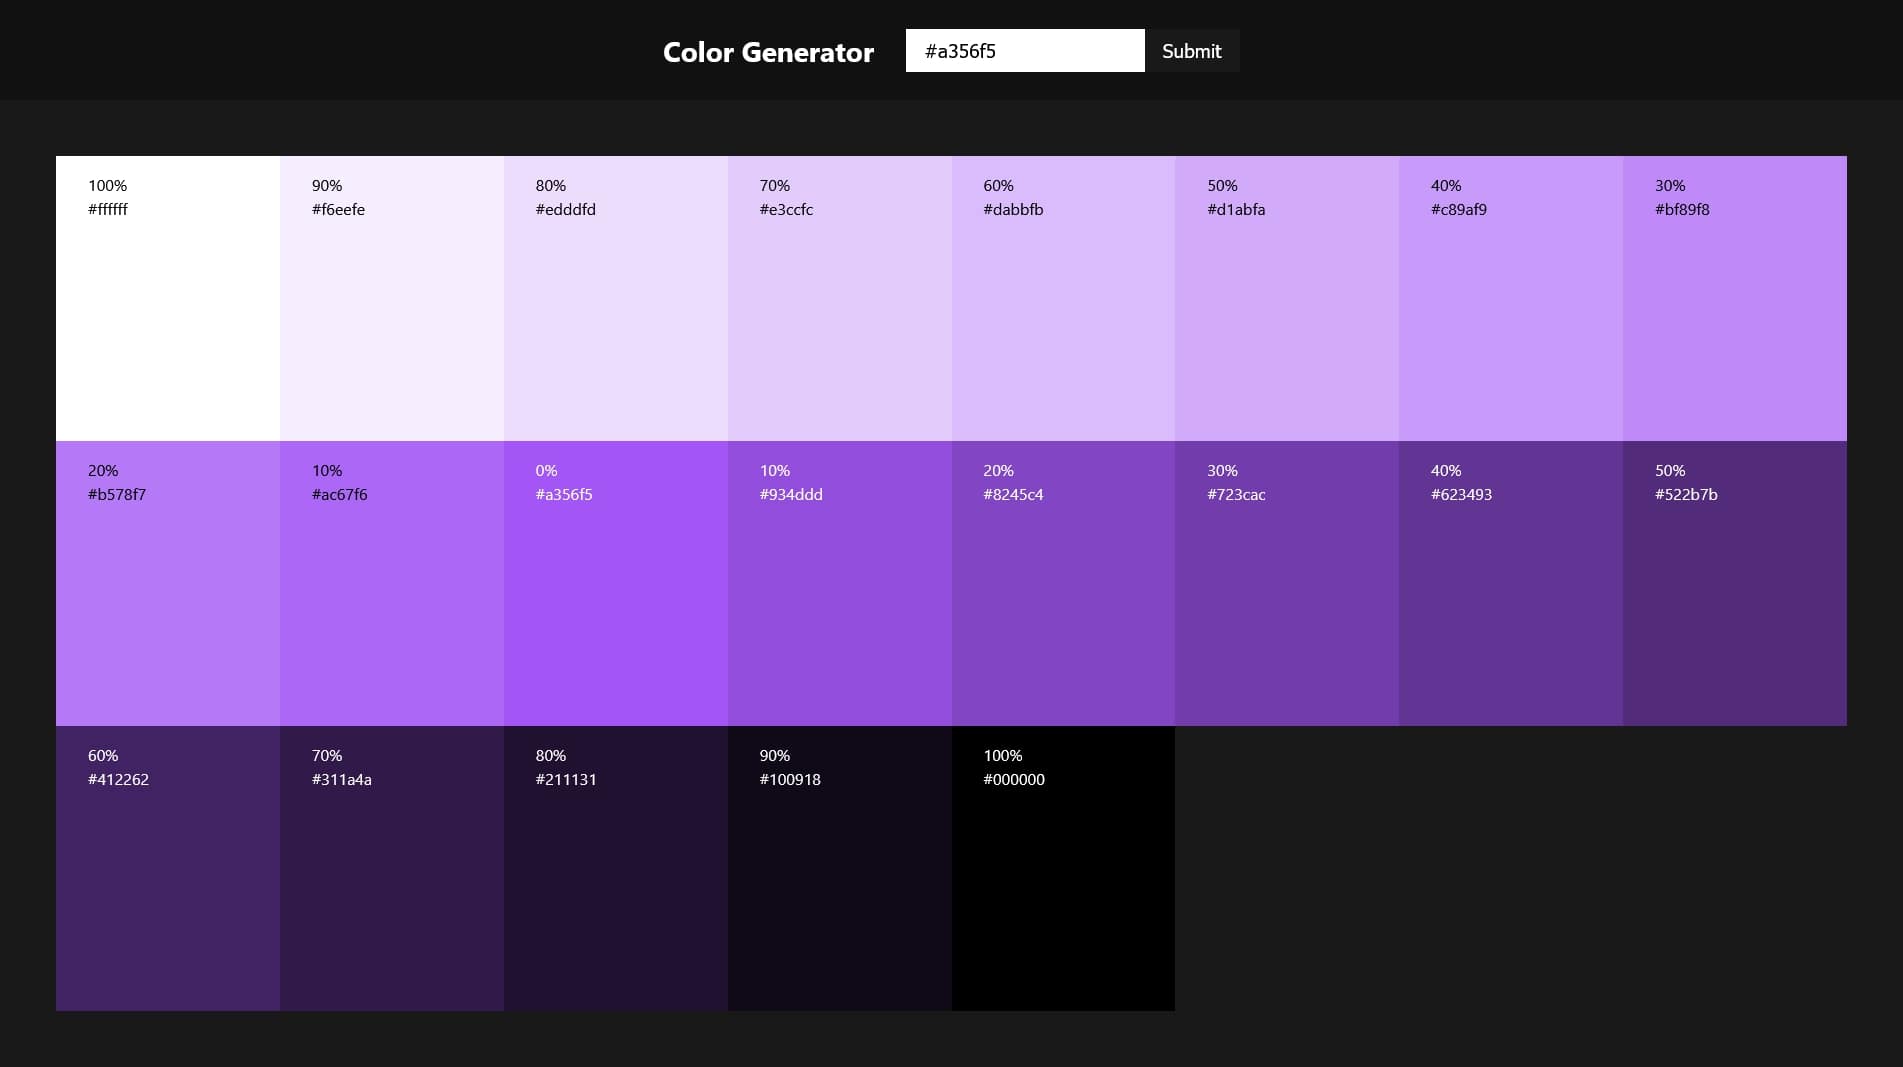 Color Generator
#a356f5
Submit
100%
#ffffff
90%
#f6eefe
80%
#edddfd
70%
#e3ccfc
60%
#dabbfb
50%
#d1abfa
40%
#c89af9
30%
#bf89f8
20%
#b578f7
10%
#ac67f6
0%
#a356f5
10%
#934ddd
20%
#8245c4
30%
#723cac
40%
#623493
50%
#522b7b
60%
#412262
70%
#311a4a
80%
#211131
90%
#100918
100%
#000000